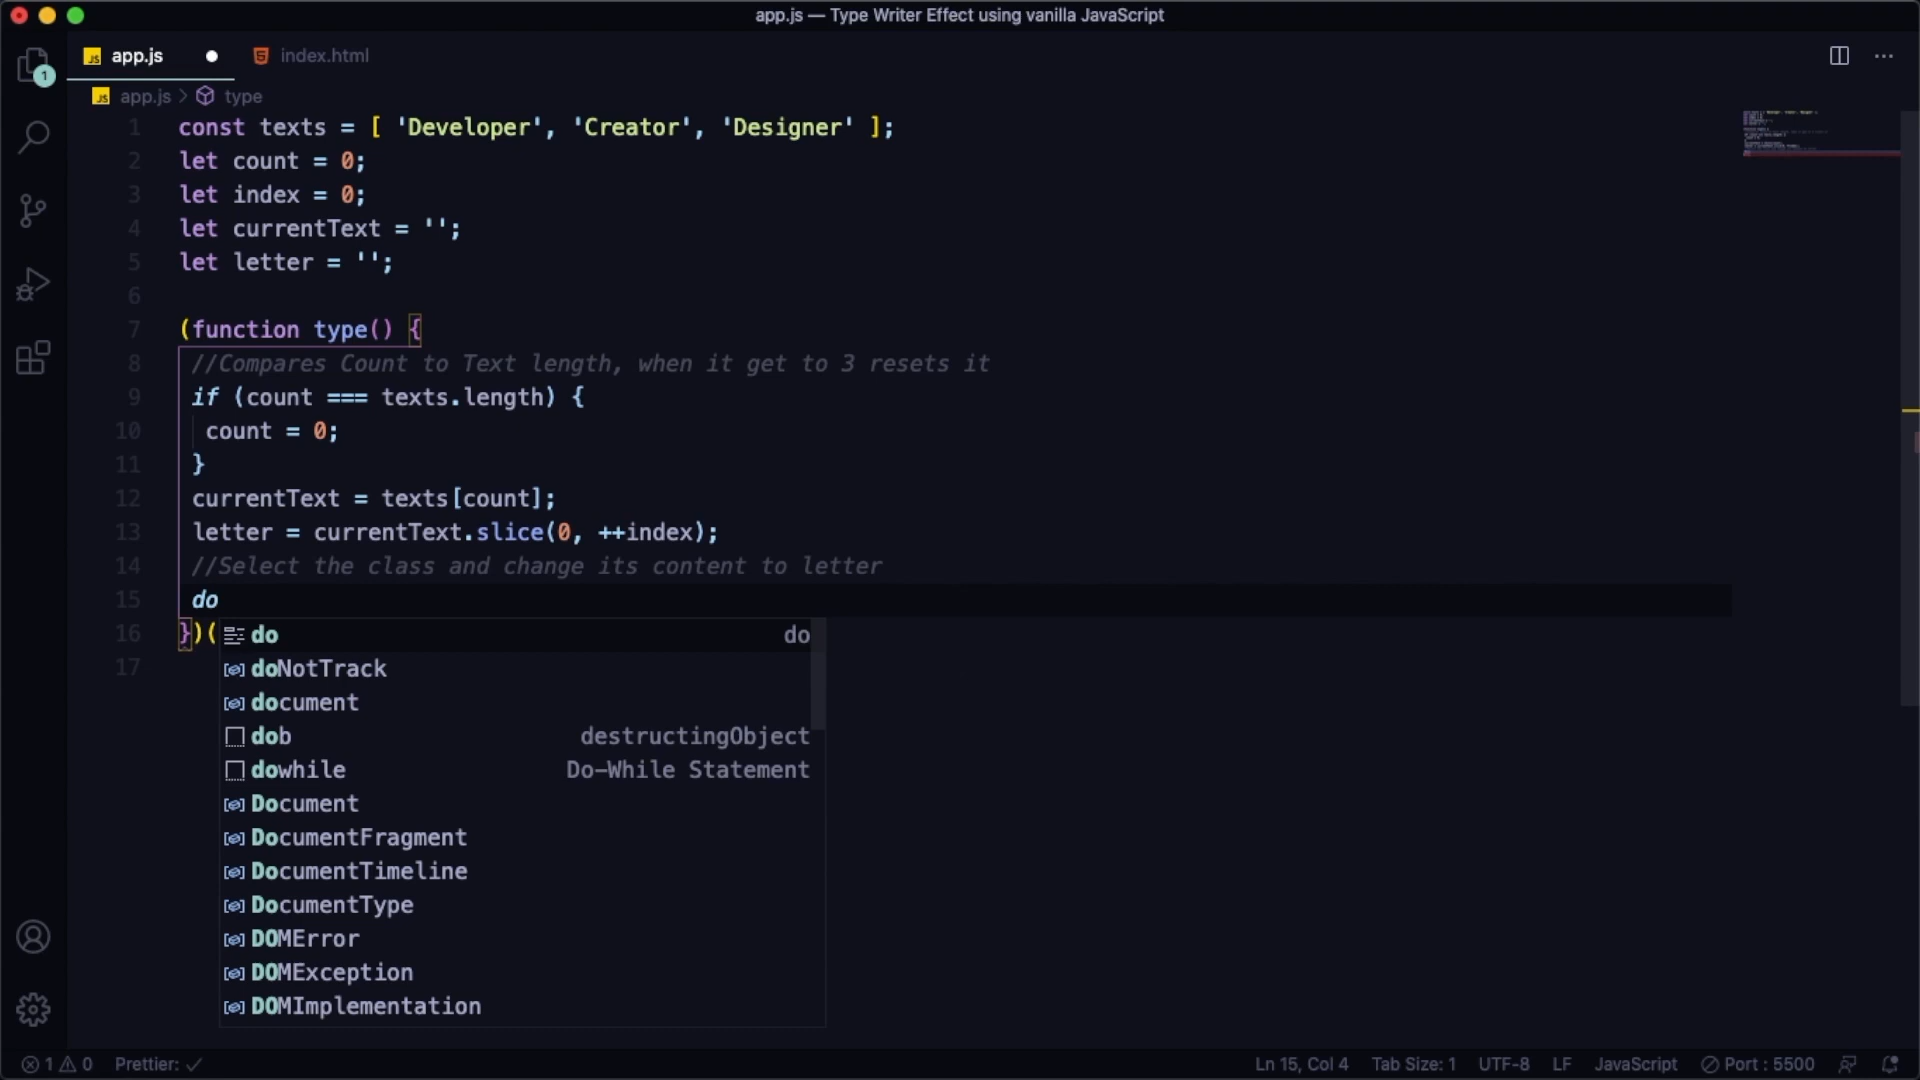 app.js — Type Writer Effect using vanilla JavaScript
JS app.js
index.html
1
JS app.js > type
1 const texts = [ 'Developer', 'Creator', 'Designer' ];
2 let count = 0;
3 let index = 0;
4 let currentText = '';
5 let letter = '';
6
7 (function type() {
8 //Compares Count to Text length, when it get to 3 resets it
9 if (count === texts.length) {
10 count = 0;
11 }
12 currentText = texts[count];
13 letter = currentText.slice(0, ++index);
14 //Select the class and change its content to letter
15 do
16 })(
17
do do
doNotTrack
document
dob destructingObject
dowhile Do-While Statement
Document
DocumentFragment
DocumentTimeline
DocumentType
DOMError
DOMException
DOMImplementation
1 0 Prettier: ✓ Ln 15, Col 4 Tab Size: 1 UTF-8 LF JavaScript Port : 5500